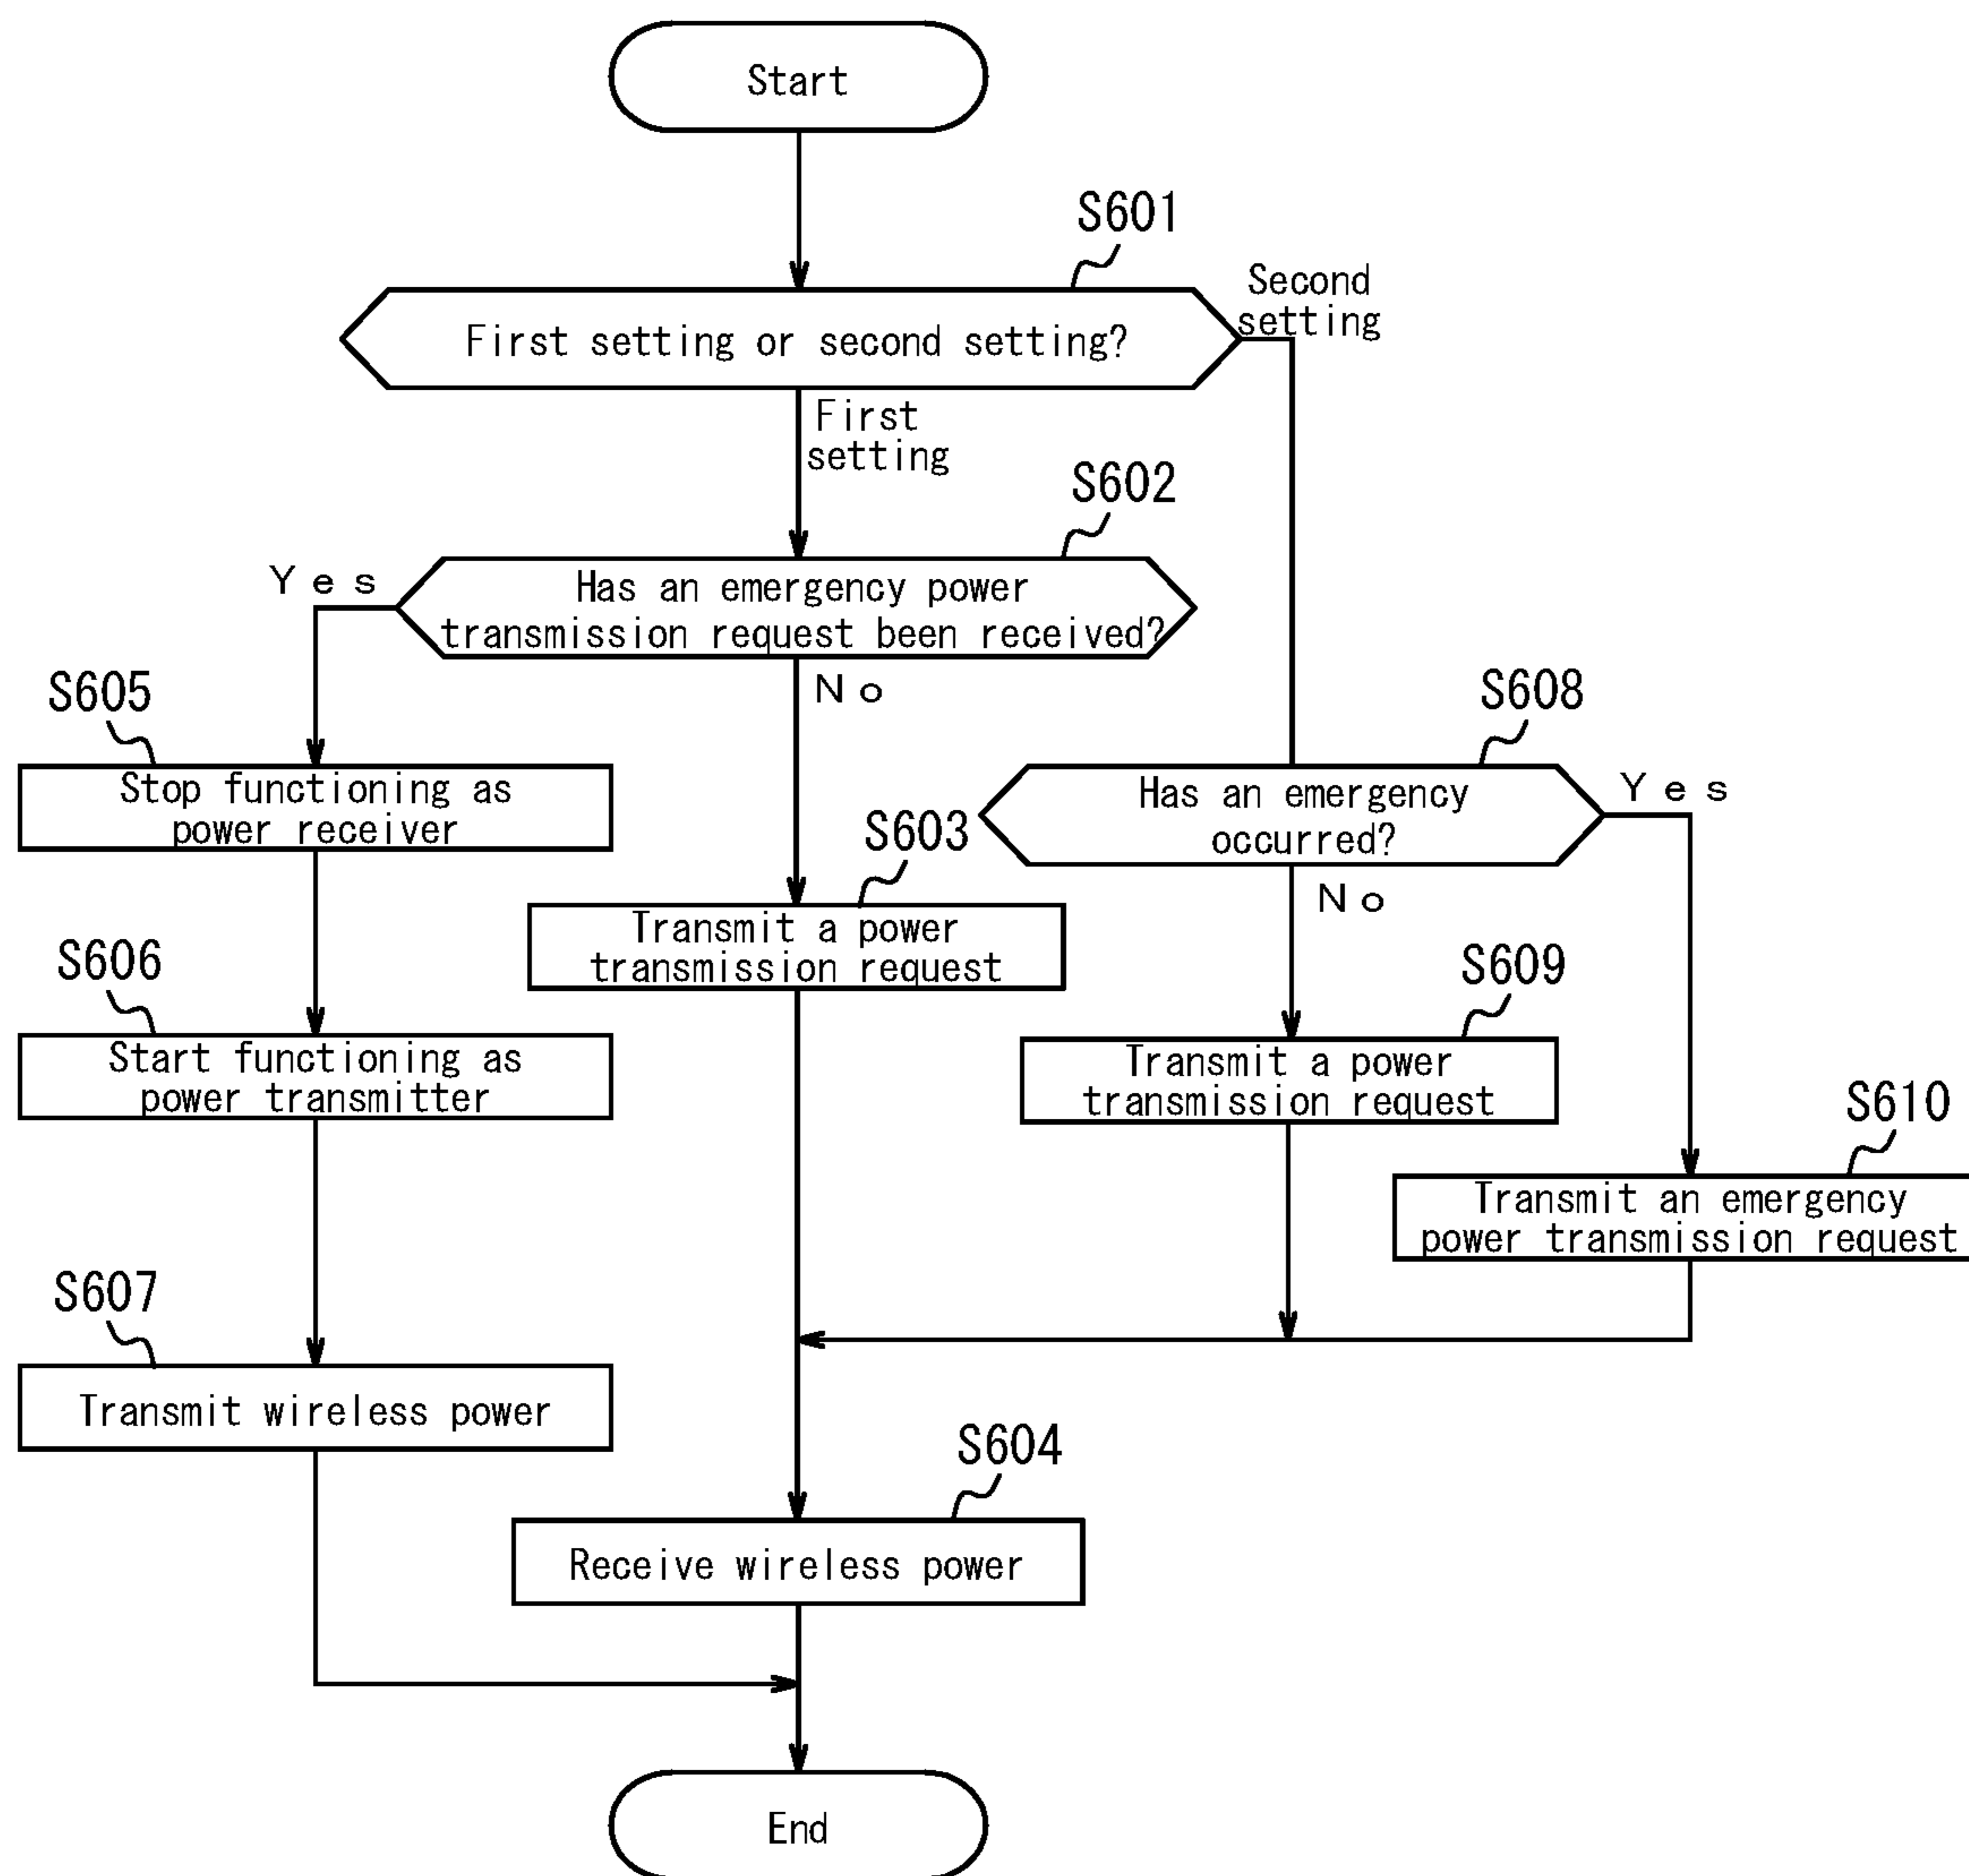 Start
S601
First setting or second setting?
Second
setting
First
setting
S602
Has an emergency power
transmission request been received?
Yes
No
S605
Stop functioning as
power receiver
S608
Has an emergency
occurred?
Yes
No
S603
Transmit a power
transmission request
S606
Start functioning as
power transmitter
S609
Transmit a power
transmission request
S610
Transmit an emergency
power transmission request
S607
Transmit wireless power
S604
Receive wireless power
End